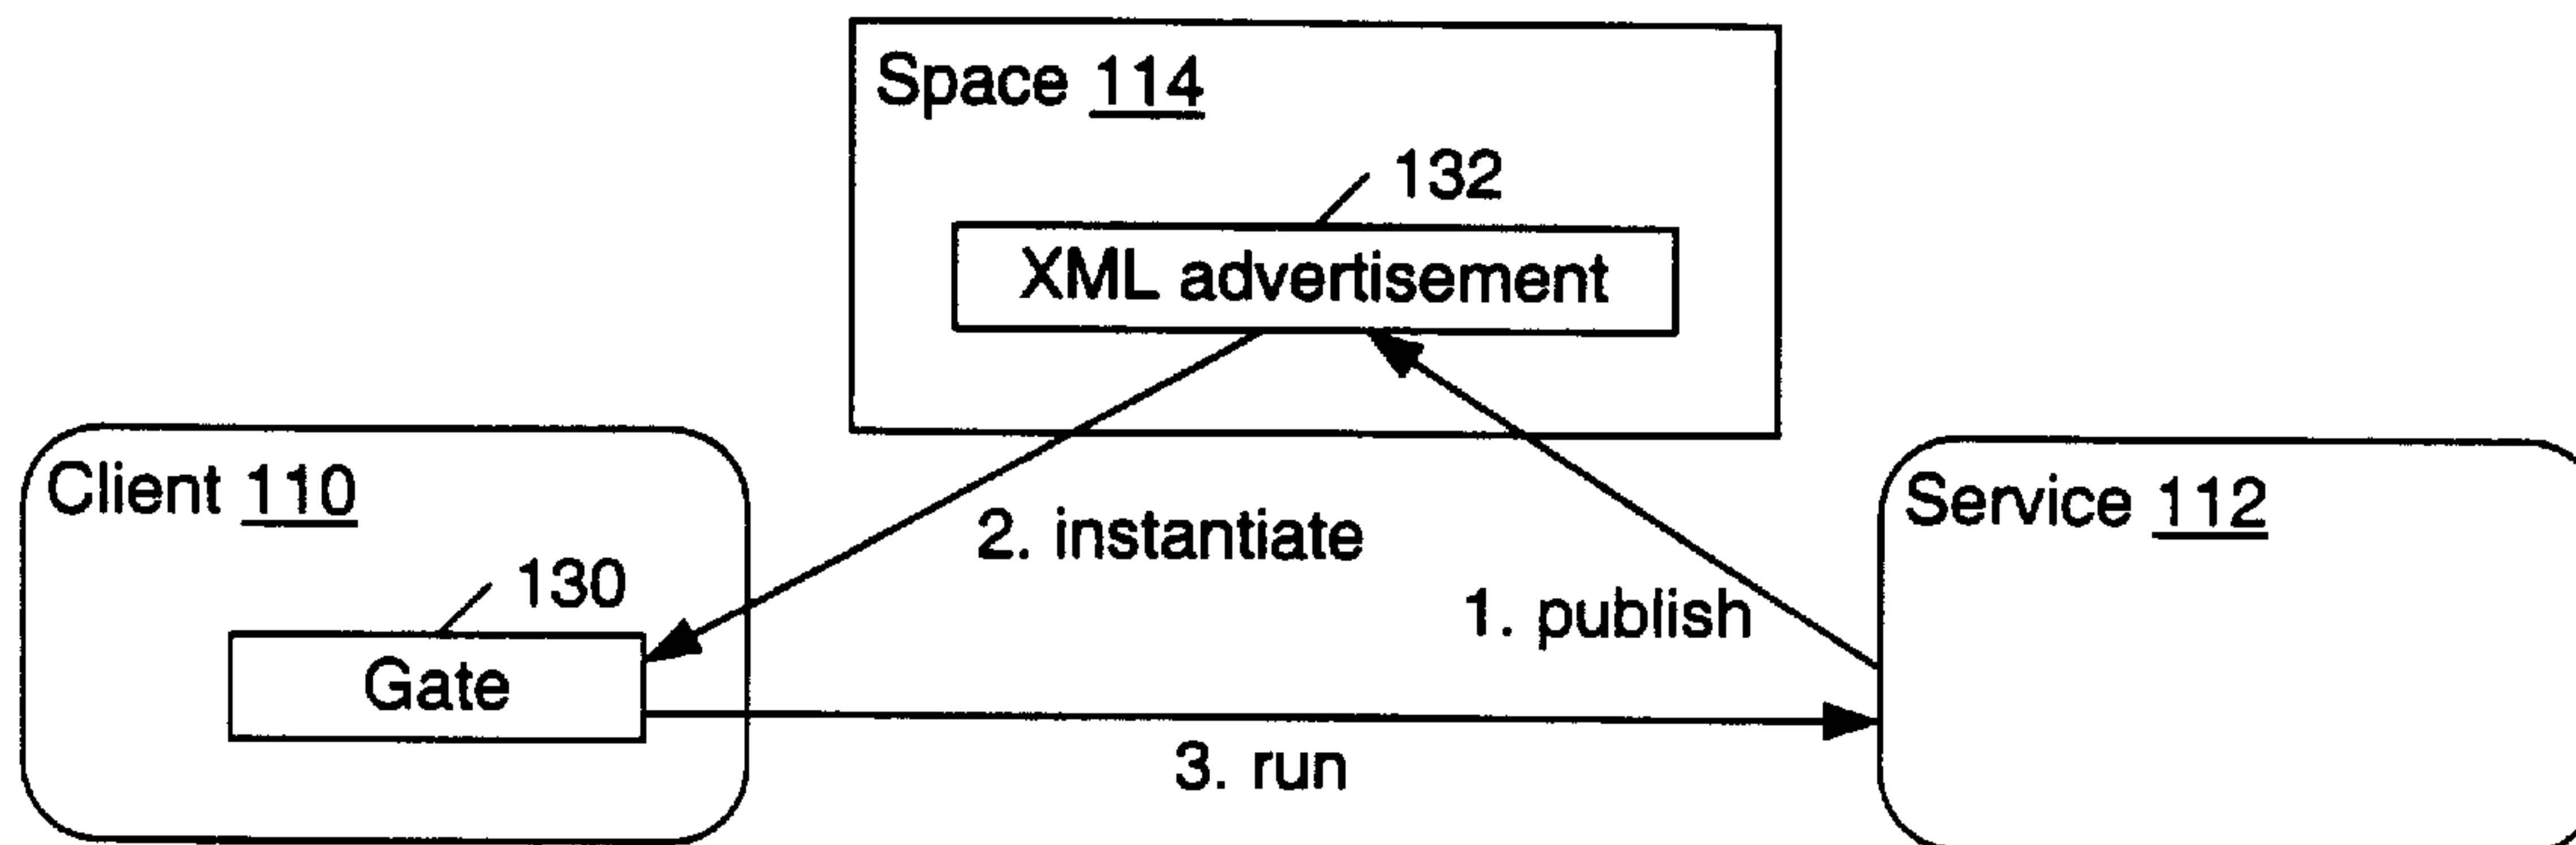 Space 114
132
XML advertisement
Client 110
2. instantiate
Service 112
130
1. publish
Gate
3. run